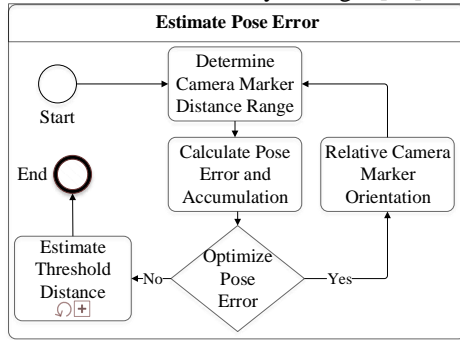 Estimate Pose Error
Determine
Camera Marker
Distance Range
Start
Calculate Pose
Error and
Accumulation
Relative Camera
Marker
Orientation
End
Estimate
Threshold
Distance
No
Optimize
Pose
Error
Yes